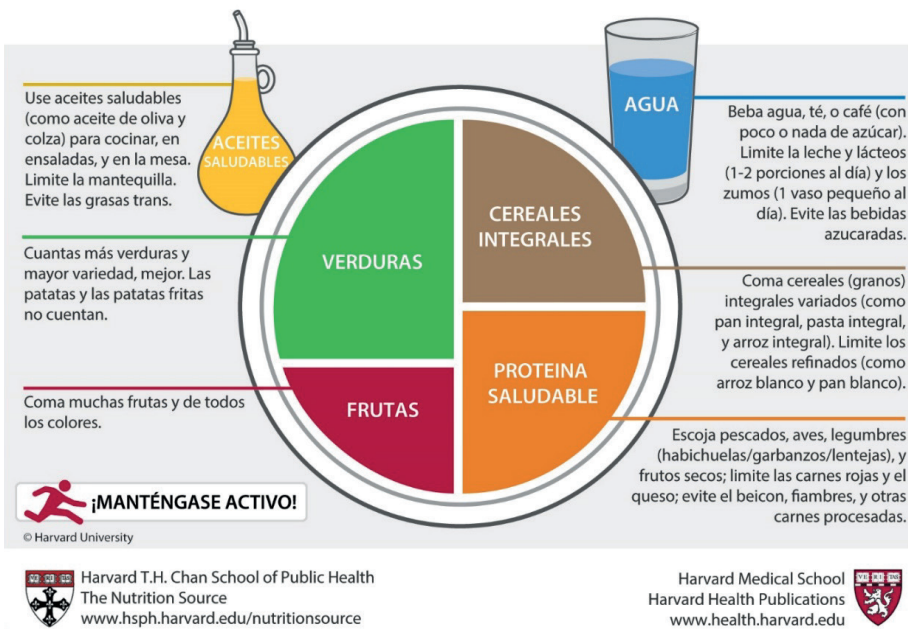 Use aceites saludables
(como aceite de oliva y
colza) para cocinar, en
ensaladas, y en la mesa.
Limite la mantequilla.
Evite las grasas trans.
ACEITES
SALUDABLES
AGUA
Beba agua, té, o café (con
poco o nada de azúcar).
Limite la leche y lácteos
(1-2 porciones al día) y los
zumos (1 vaso pequeño al
día). Evite las bebidas
azucaradas.
Cuantas más verduras y
mayor variedad, mejor. Las
patatas y las patatas fritas
no cuentan.
VERDURAS
CEREALES
INTEGRALES
Coma cereales (granos)
integrales variados (como
pan integral, pasta integral,
y arroz integral). Limite los
cereales refinados (como
arroz blanco y pan blanco).
Coma muchas frutas y de todos
los colores.
FRUTAS
PROTEINA
SALUDABLE
Escoja pescados, aves, legumbres
(habichuelas/garbanzos/lentejas), y
frutos secos; limite las carnes rojas y el
queso; evite el beicon, fiambres, y otras
carnes procesadas.
¡MANTÉNGASE ACTIVO!
© Harvard University
Harvard T.H. Chan School of Public Health
The Nutrition Source
www.hsph.harvard.edu/nutritionsource
Harvard Medical School
Harvard Health Publications
www.health.harvard.edu